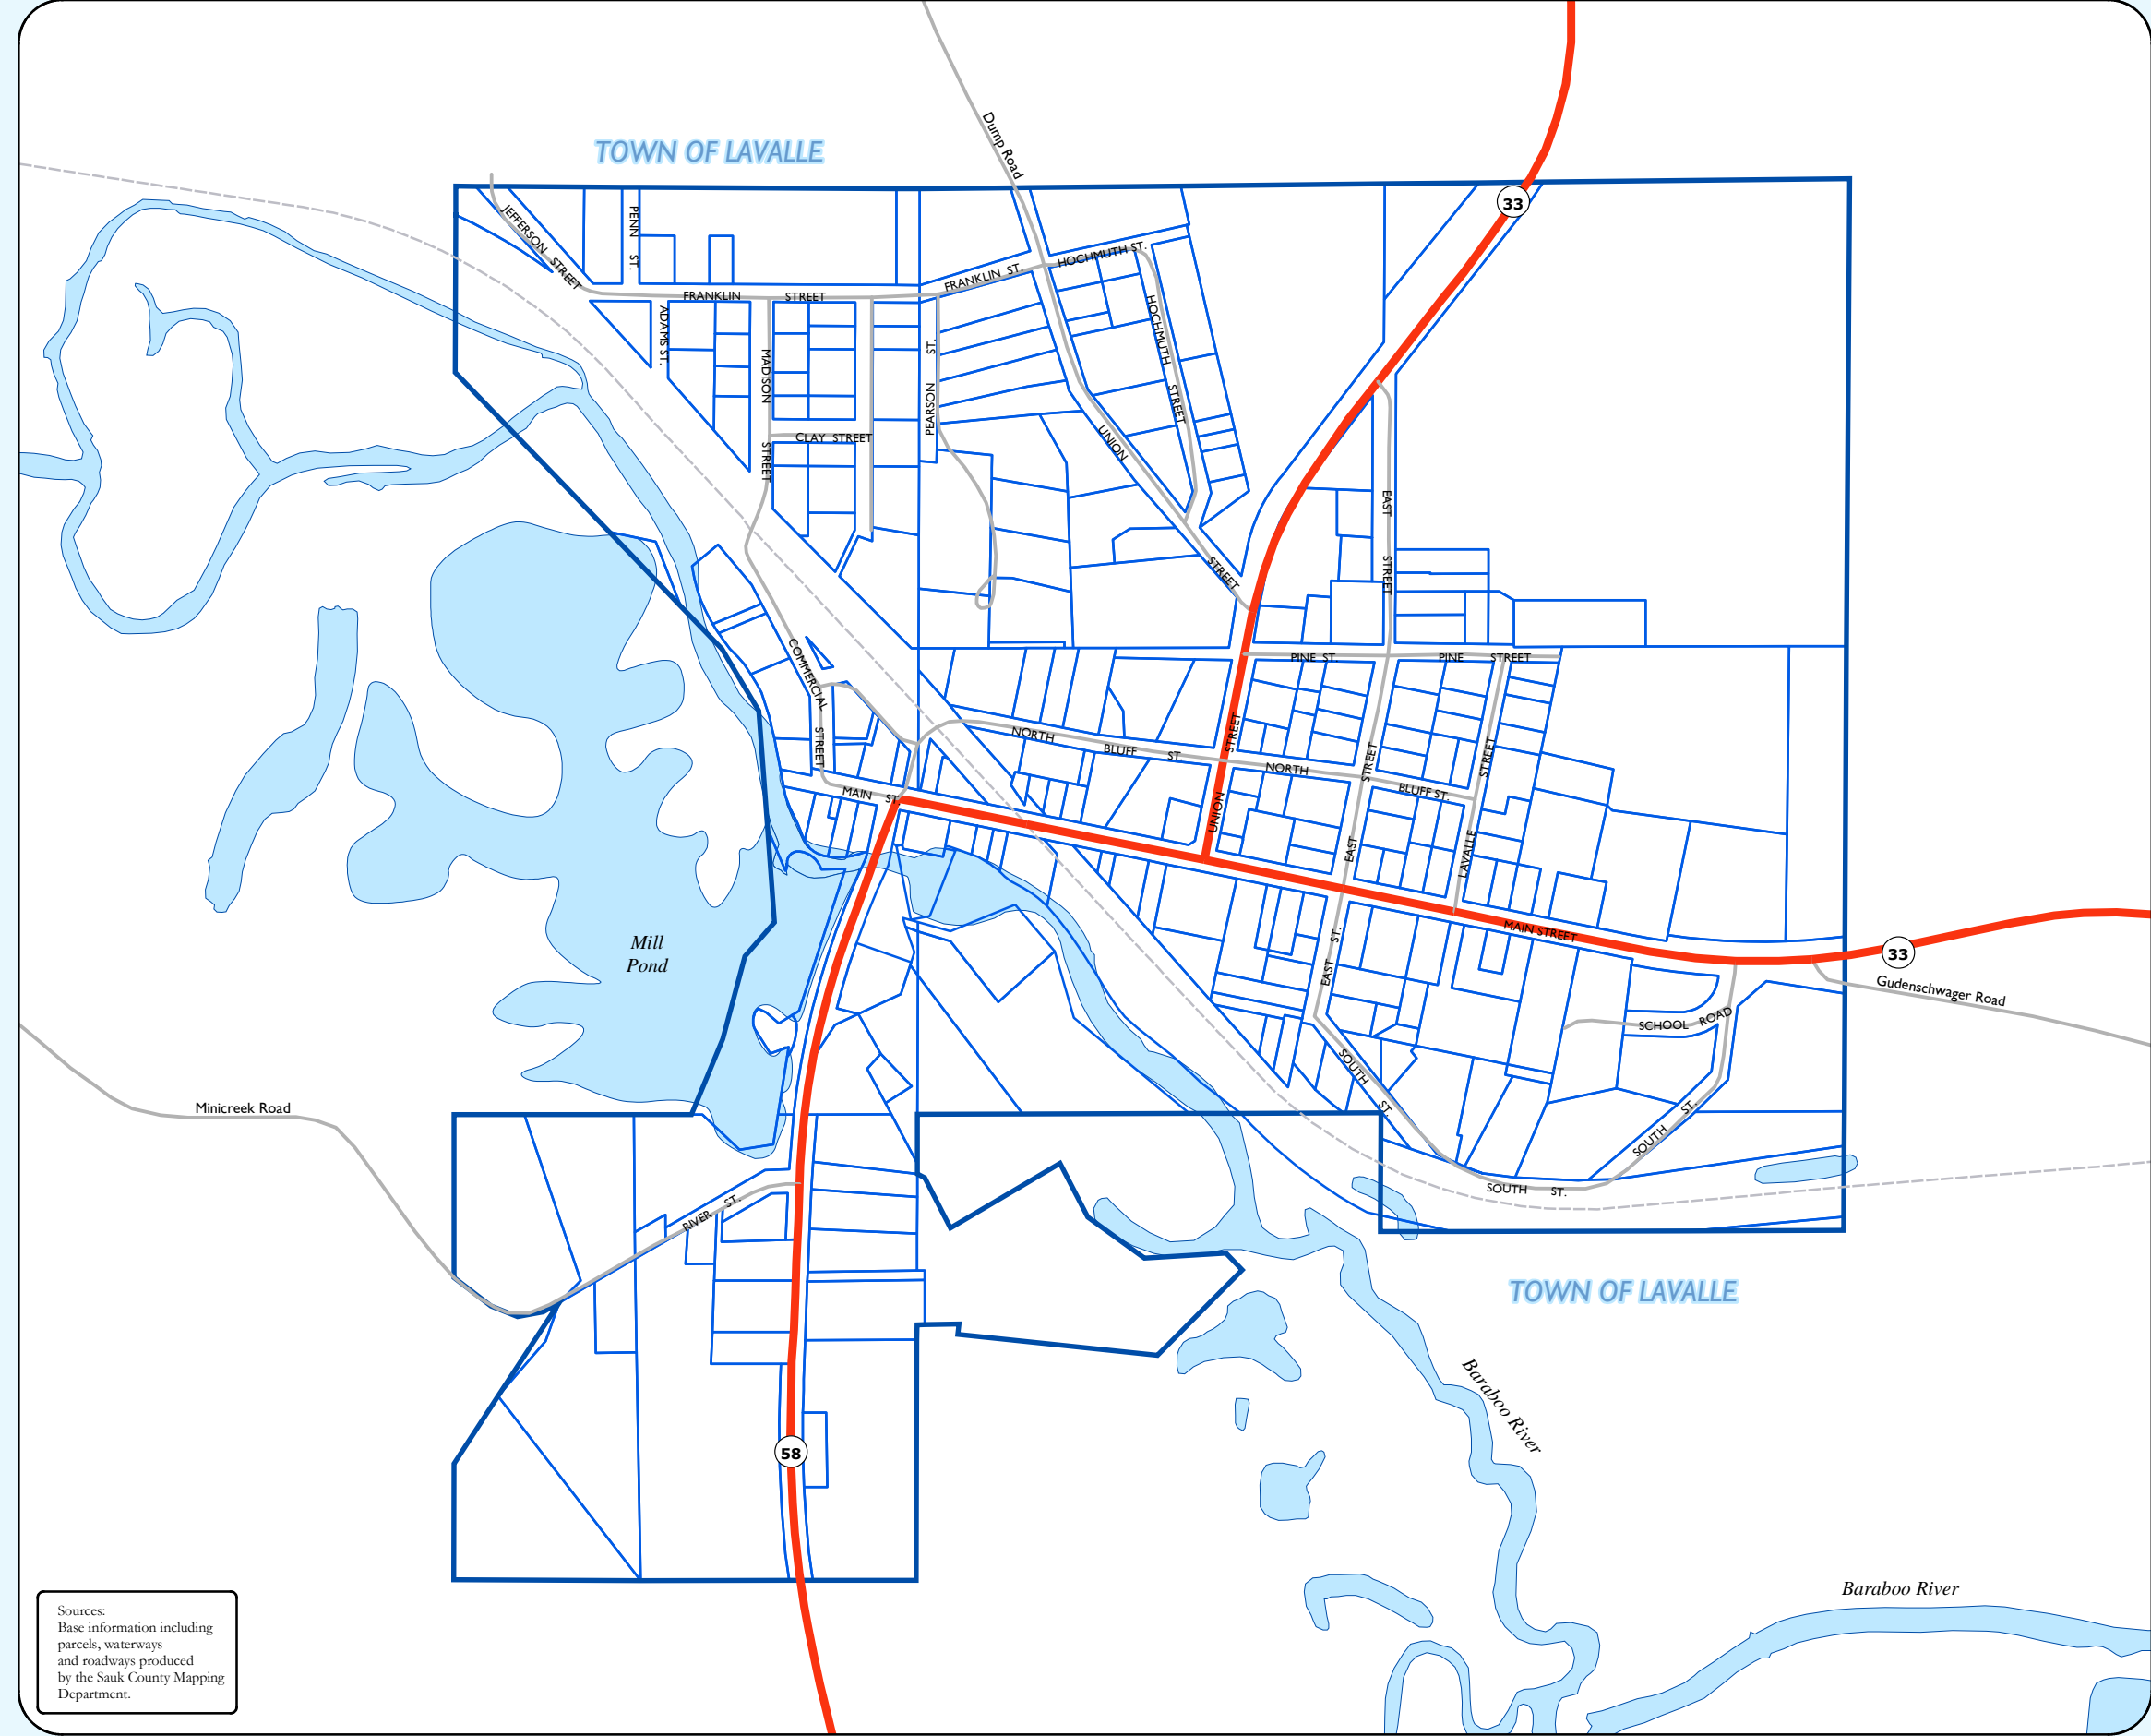 Dump Road
TOWN OF LAVALLE
33
JEFFERSON STREET
PENN ST.
HOCHMUTH ST.
FRANKLIN ST.
FRANKLIN STREET
ADAMS ST.
MADISON STREET
PEARSON ST.
HOCHMUTH STREET
CLAY STREET
UNION STREET
EAST STREET
COMMERCIAL STREET
PINE ST.
PINE STREET
NORTH BLUFF ST.
UNION STREET
NORTH BLUFF ST.
EAST STREET
LAVALLE STREET
MAIN ST.
MAIN STREET
EAST ST.
Mill
Pond
33
Gudenschwager Road
SCHOOL ROAD
SOUTH ST.
Minicreek Road
SOUTH ST.
SOUTH ST.
RIVER ST.
TOWN OF LAVALLE
Baraboo River
58
Baraboo River
Sources:
Base information including
parcels, waterways
and roadways produced
by the Sauk County Mapping
Department.